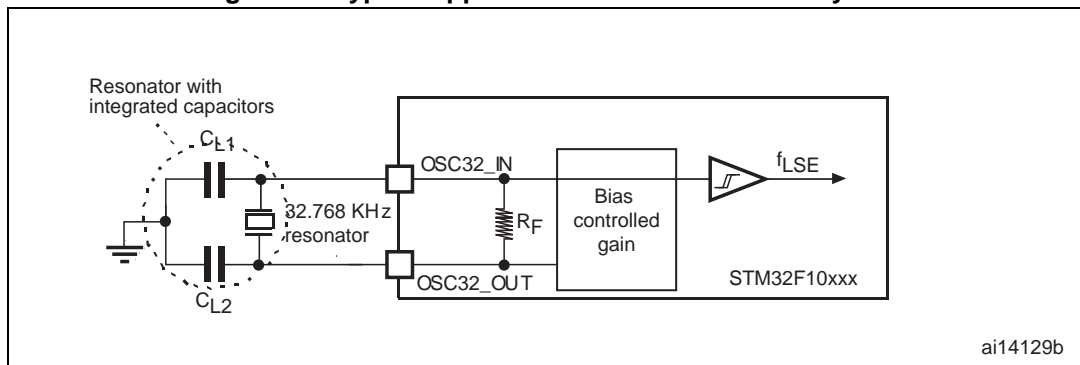 Resonator with
integrated capacitors
CL1
OSC32_IN
fLSE
32.768 KHz
resonator
RF
Bias
controlled
gain
OSC32_OUT
STM32F10xxx
CL2
ai14129b